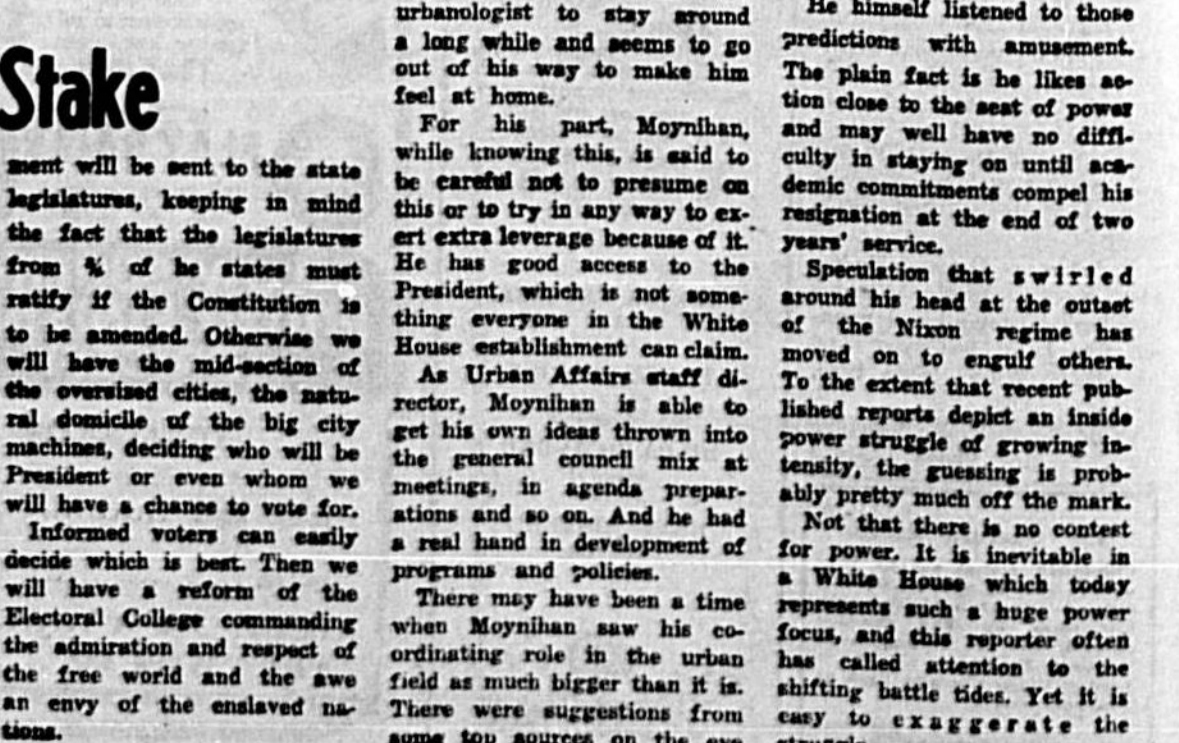 Stake
ment will be sent to the state
legislatures, keeping in mind
the fact that the legislatures
from ¾ of he states must
ratify if the Constitution is
to be amended. Otherwise we
will have the mid-section of
the oversized cities, the natu-
ral domicile of the big city
machines, deciding who will be
President or even whom we
will have a chance to vote for.
Informed voters can easily
decide which is best. Then we
will have a reform of the
Electoral College commanding
the admiration and respect of
the free world and the awe
an envy of the enslaved na-
tions.
urbanologist to stay around
a long while and seems to go
out of his way to make him
feel at home.
For his part, Moynihan,
while knowing this, is said to
be careful not to presume on
this or to try in any way to ex-
ert extra leverage because of it.
He has good access to the
President, which is not some-
thing everyone in the White
House establishment can claim.
As Urban Affairs staff di-
rector, Moynihan is able to
get his own ideas thrown into
the general council mix at
meetings, in agenda prepar-
ations and so on. And he had
a real hand in development of
programs and policies.
There may have been a time
when Moynihan saw his co-
ordinating role in the urban
field as much bigger than it is.
There were suggestions from
some top sources on the eve
He himself listened to those
predictions with amusement.
The plain fact is he likes ac-
tion close to the seat of power
and may well have no diffi-
culty in staying on until aca-
demic commitments compel his
resignation at the end of two
years' service.
Speculation that swirled
around his head at the outset
of the Nixon regime has
moved on to engulf others.
To the extent that recent pub-
lished reports depict an inside
power struggle of growing in-
tensity, the guessing is prob-
ably pretty much off the mark.
Not that there is no contest
for power. It is inevitable in
a White House which today
represents such a huge power
focus, and this reporter often
has called attention to the
shifting battle tides. Yet it is
easy to exaggerate the